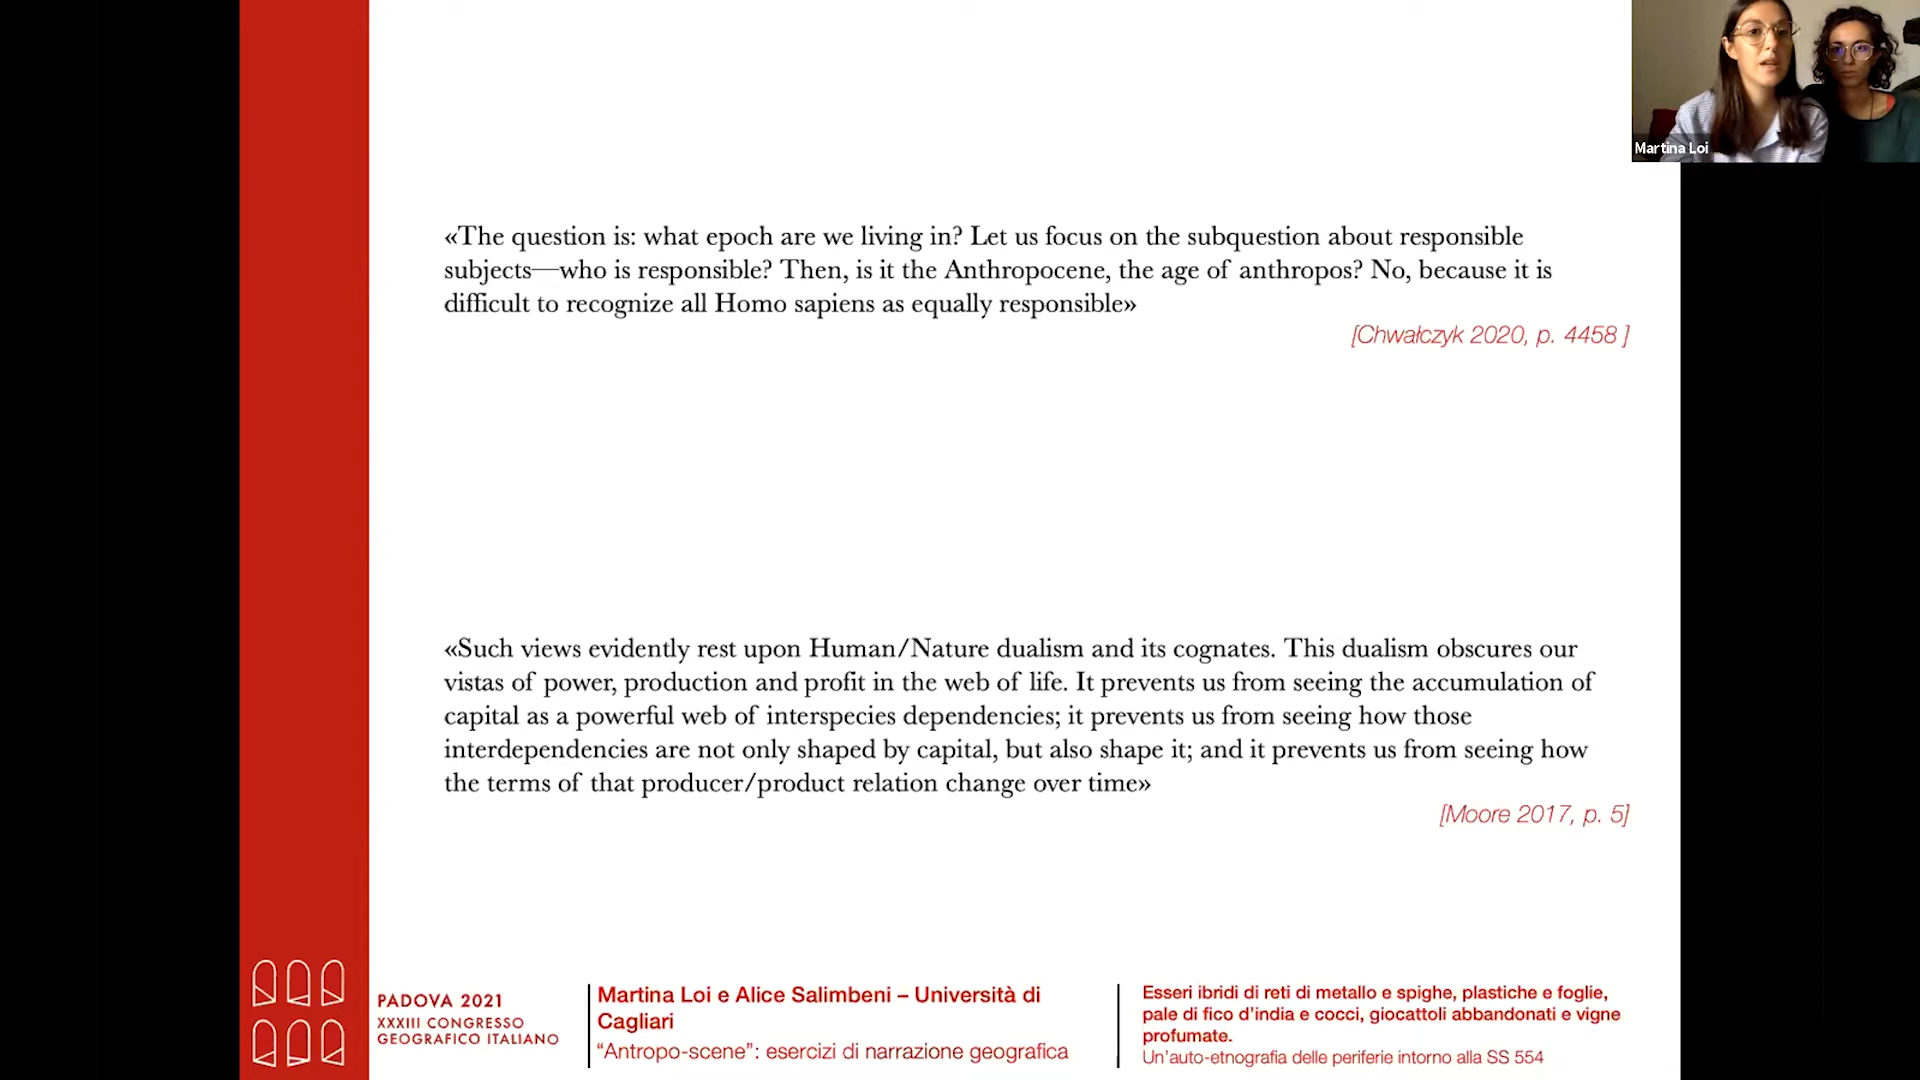 Martina Loi
«The question is: what epoch are we living in? Let us focus on the subquestion about responsible
subjects—who is responsible? Then, is it the Anthropocene, the age of anthropos? No, because it is
difficult to recognize all Homo sapiens as equally responsible»
[Chwałczyk 2020, p. 4458 ]
«Such views evidently rest upon Human/Nature dualism and its cognates. This dualism obscures our
vistas of power, production and profit in the web of life. It prevents us from seeing the accumulation of
capital as a powerful web of interspecies dependencies; it prevents us from seeing how those
interdependencies are not only shaped by capital, but also shape it; and it prevents us from seeing how
the terms of that producer/product relation change over time»
[Moore 2017, p. 5]
PADOVA 2021
XXXIII CONGRESSO
GEOGRAFICO ITALIANO
Martina Loi e Alice Salimbeni – Università di
Cagliari
“Antropo-scene”: esercizi di narrazione geografica
Esseri ibridi di reti di metallo e spighe, plastiche e foglie,
pale di fico d’india e cocci, giocattoli abbandonati e vigne
profumate.
Un’auto-etnografia delle periferie intorno alla SS 554